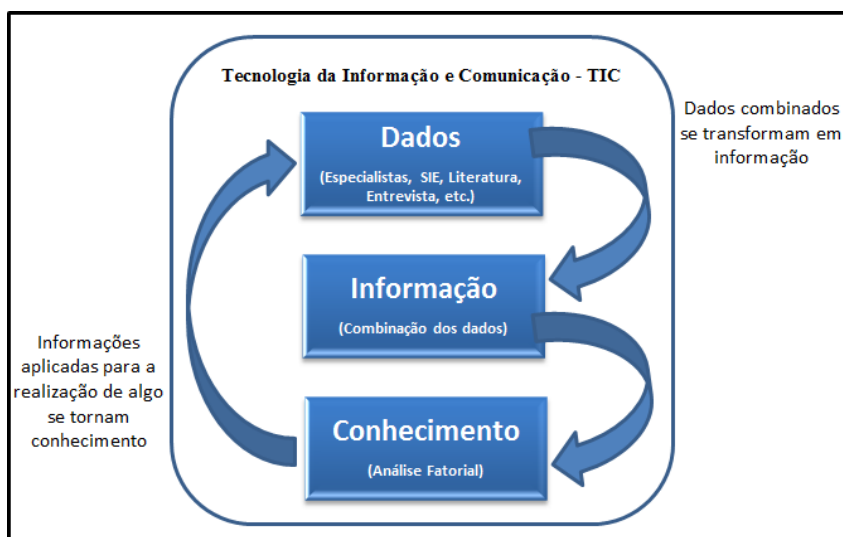 Tecnologia da Informação e Comunicação - TIC
Dados
(Especialistas, SIE, Literatura,
Entrevista, etc.)
Dados combinados
se transformam em
informação
Informação
(Combinação dos dados)
Informações
aplicadas para a
realização de algo
se tornam
conhecimento
Conhecimento
(Análise Fatorial)